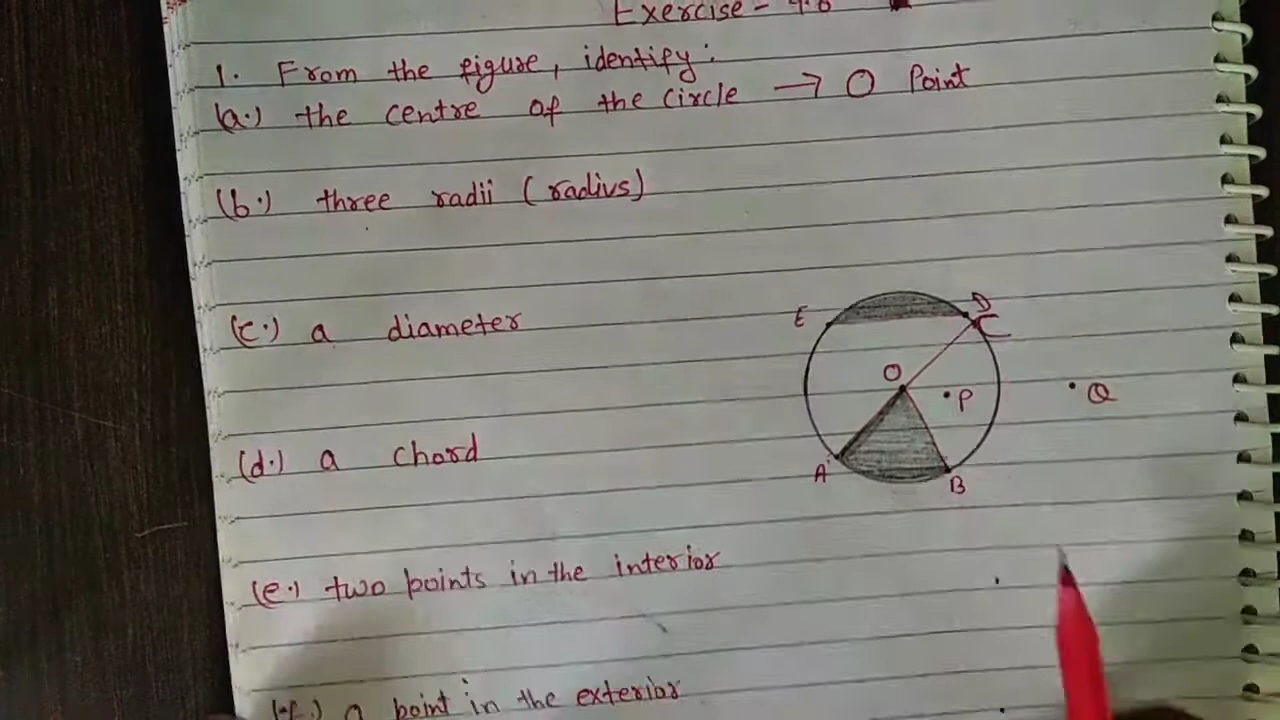 Exercise - 4.6
1. From the figure, identify:
(a.) the centre of the circle → O Point
(b.) three radii (radius)
(c.) a diameter
E
D
C
O
P
Q
(d.) a chord
A
B
(e.) two points in the interior
(f.) a point in the exterior